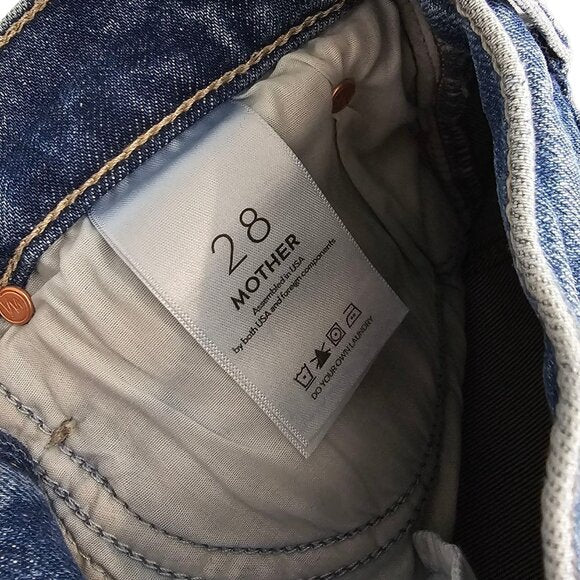 28
MOTHER
Assembled in USA
by both USA and foreign components
DO YOUR OWN LAUNDRY